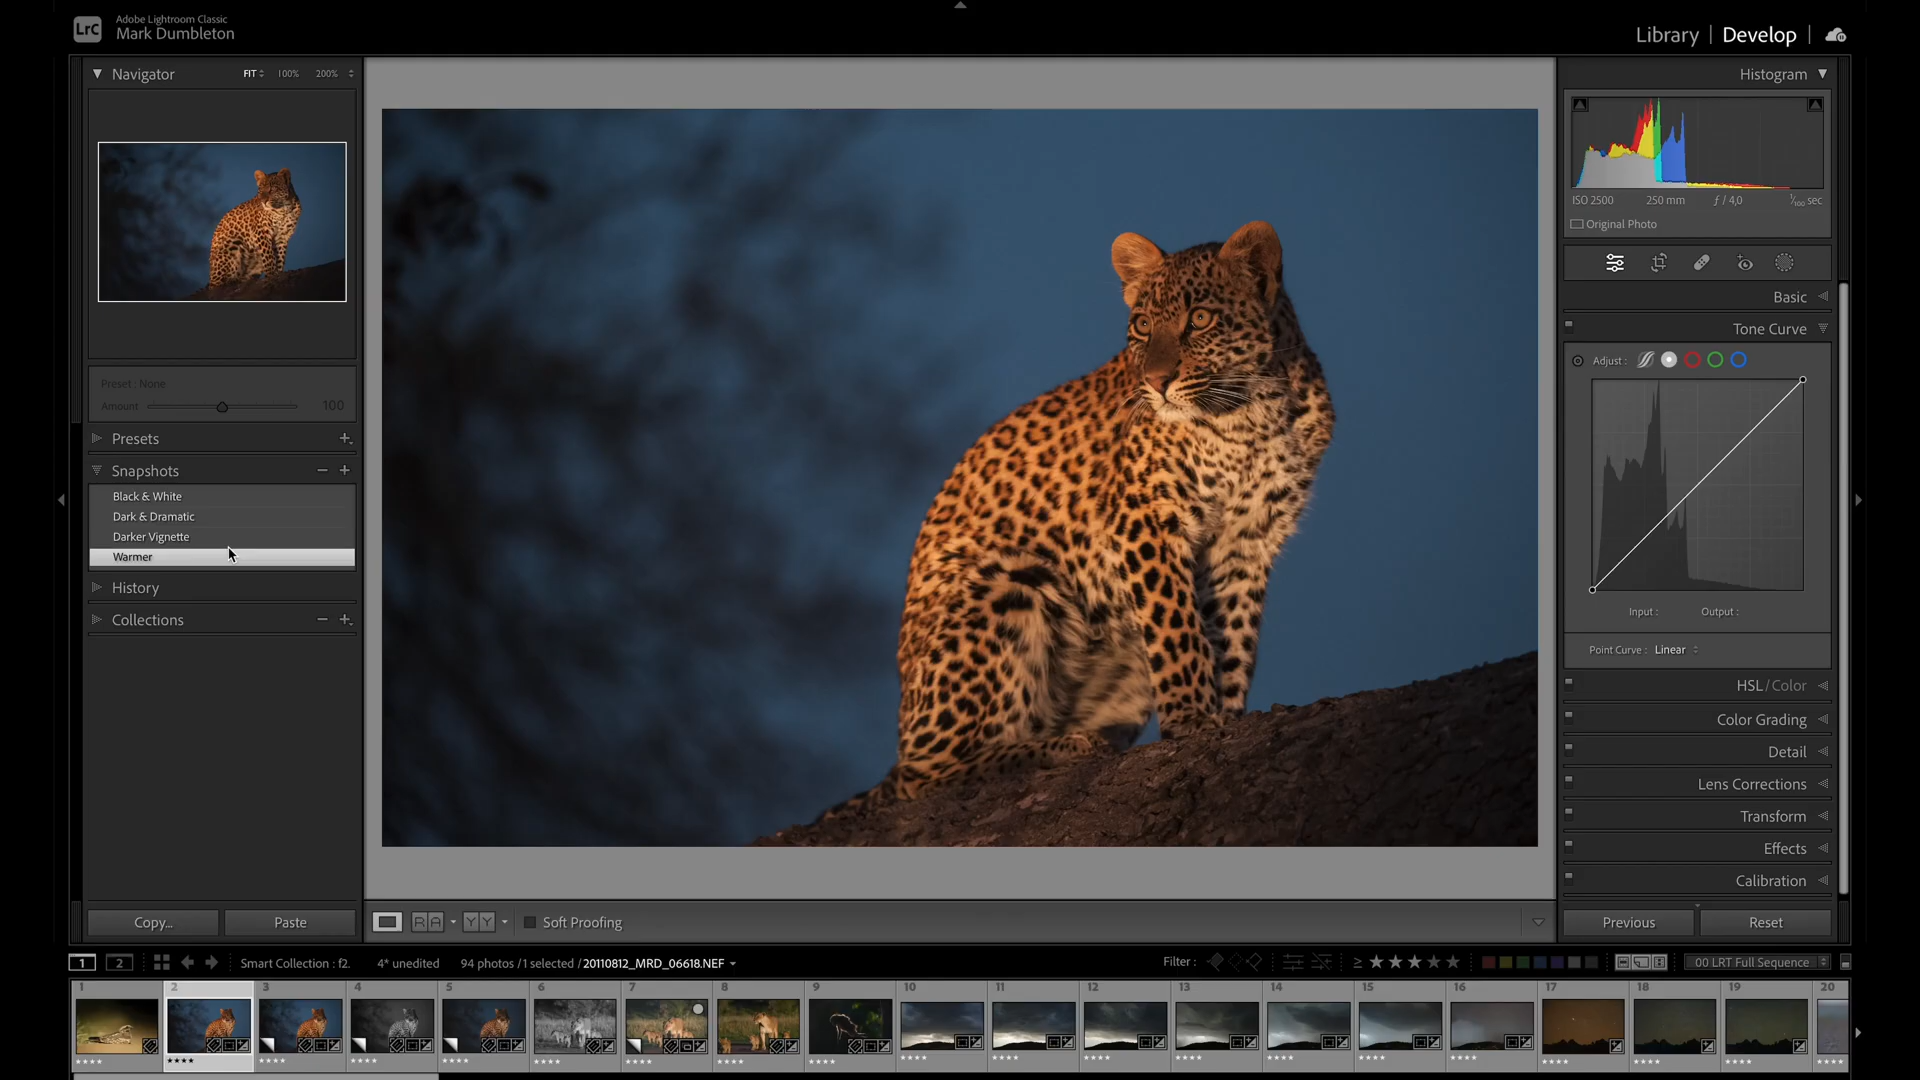 LrC
Adobe Lightroom Classic
Mark Dumbleton
Library | Develop |
Navigator
FIT 100% 200%
Preset : None
Amount 100
Presets
Snapshots
Black & White
Dark & Dramatic
Darker Vignette
Warmer
History
Collections
Copy... Paste
Soft Proofing
Histogram
ISO 2500 250 mm ƒ / 4,0 1/100 sec
Original Photo
Basic
Tone Curve
Adjust :
Input : Output :
Point Curve : Linear
HSL / Color
Color Grading
Detail
Lens Corrections
Transform
Effects
Calibration
Previous Reset
1 2 Smart Collection : f2. 4* unedited 94 photos / 1 selected / 20110812_MRD_06618.NEF Filter : ≥ ★★★★★ 00 LRT Full Sequence
1 2 3 4 5 6 7 8 9 10 11 12 13 14 15 16 17 18 19 20